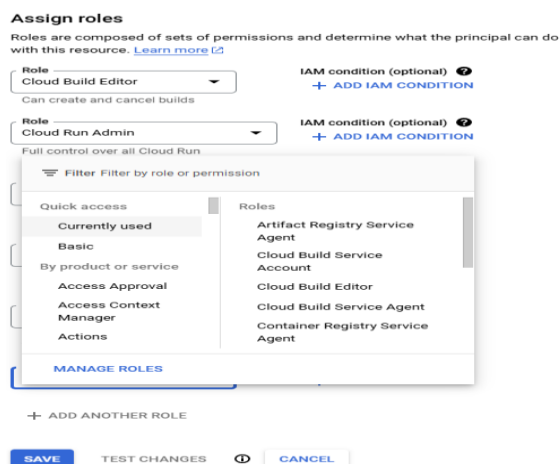 Assign roles
Roles are composed of sets of permissions and determine what the principal can do
with this resource. Learn more
Role
Cloud Build Editor
IAM condition (optional)
+ ADD IAM CONDITION
Can create and cancel builds
Role
Cloud Run Admin
IAM condition (optional)
+ ADD IAM CONDITION
Full control over all Cloud Run
Filter Filter by role or permission
Quick access
Currently used
Basic
By product or service
Access Approval
Access Context
Manager
Actions
Roles
Artifact Registry Service
Agent
Cloud Build Service
Account
Cloud Build Editor
Cloud Build Service Agent
Container Registry Service
Agent
MANAGE ROLES
+ ADD ANOTHER ROLE
SAVE
TEST CHANGES
CANCEL